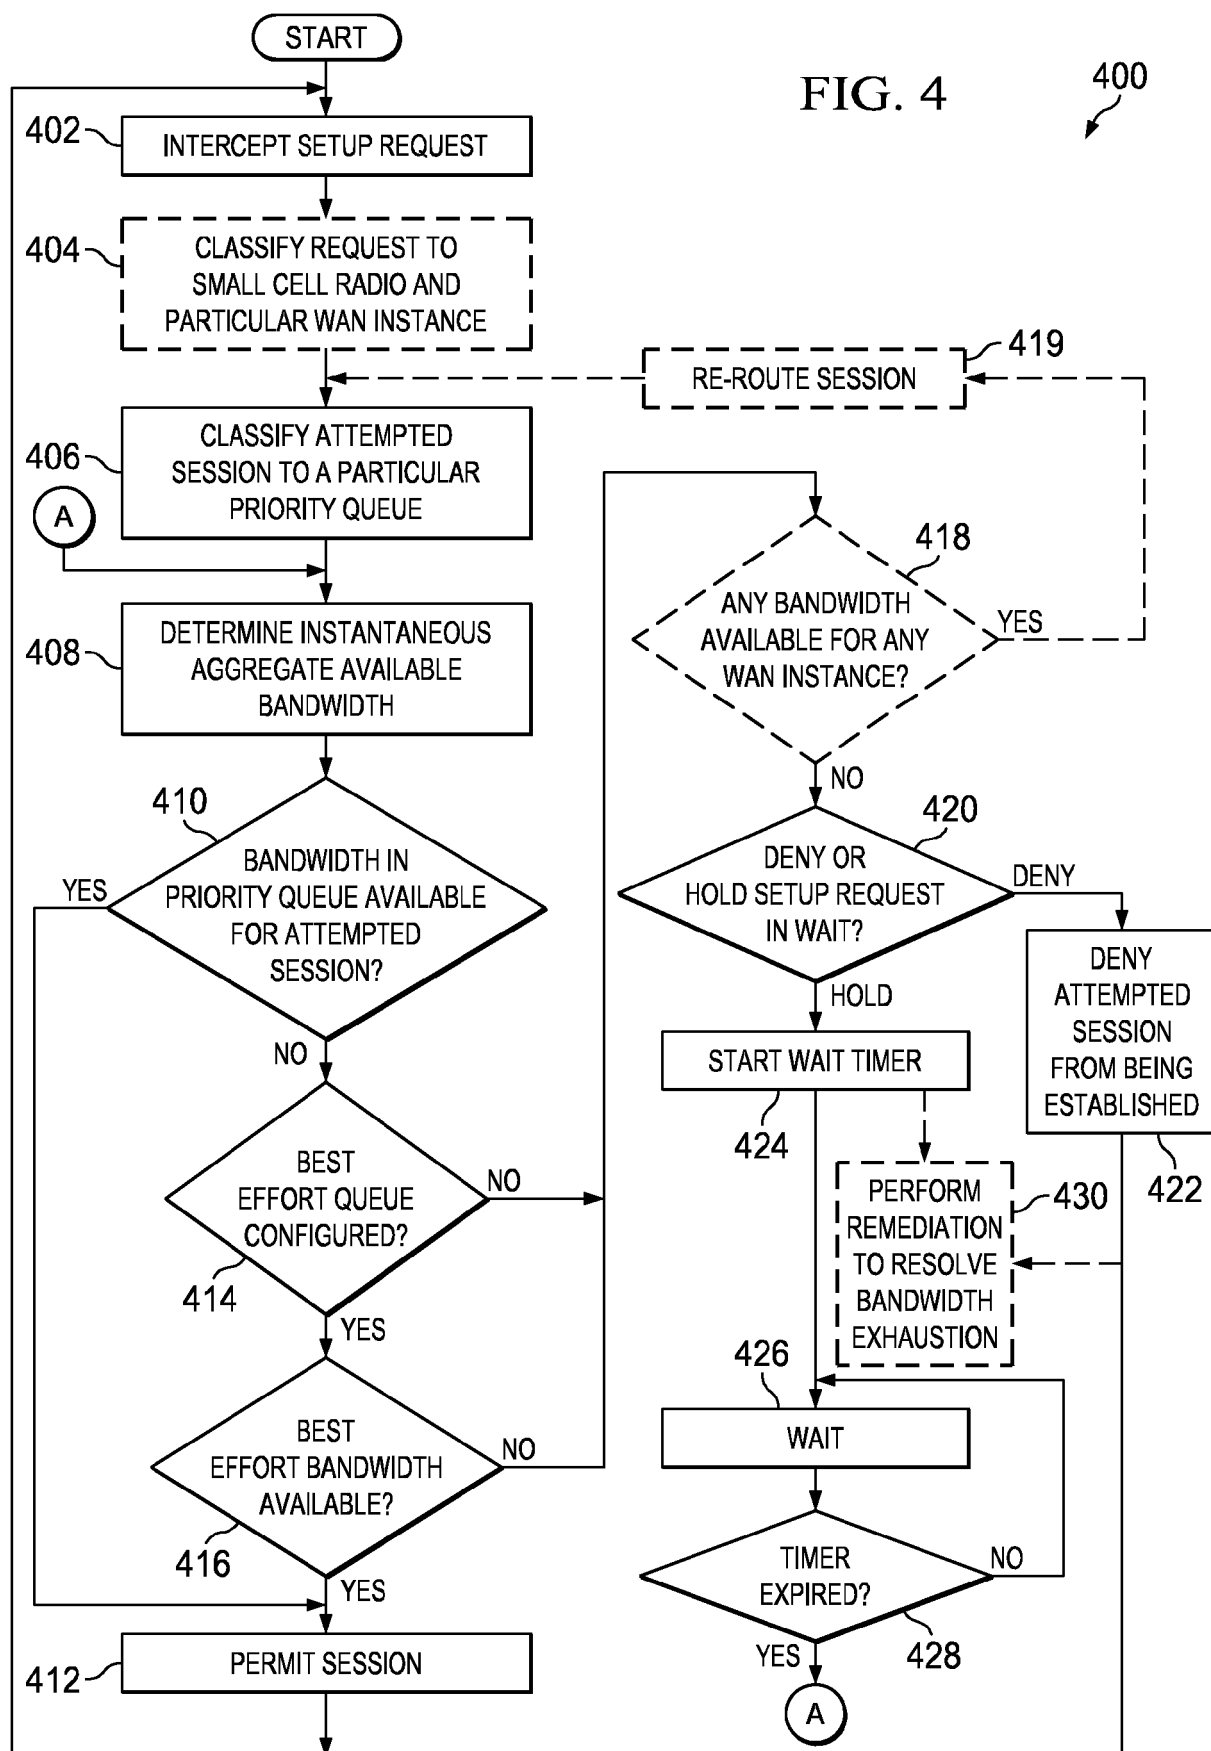 START
FIG. 4
400
402
INTERCEPT SETUP REQUEST
404
CLASSIFY REQUEST TO
SMALL CELL RADIO AND
PARTICULAR WAN INSTANCE
419
RE-ROUTE SESSION
406
CLASSIFY ATTEMPTED
SESSION TO A PARTICULAR
PRIORITY QUEUE
A
408
DETERMINE INSTANTANEOUS
AGGREGATE AVAILABLE
BANDWIDTH
410
BANDWIDTH IN
PRIORITY QUEUE AVAILABLE
FOR ATTEMPTED
SESSION?
YES
NO
BEST
EFFORT QUEUE
CONFIGURED?
NO
414
YES
BEST
EFFORT BANDWIDTH
AVAILABLE?
NO
416
YES
412
PERMIT SESSION
418
ANY BANDWIDTH
AVAILABLE FOR ANY
WAN INSTANCE?
YES
NO
420
DENY OR
HOLD SETUP REQUEST
IN WAIT?
DENY
HOLD
DENY
ATTEMPTED
SESSION
FROM BEING
ESTABLISHED
422
START WAIT TIMER
424
PERFORM
REMEDIATION
TO RESOLVE
BANDWIDTH
EXHAUSTION
430
426
WAIT
TIMER
EXPIRED?
NO
428
YES
A